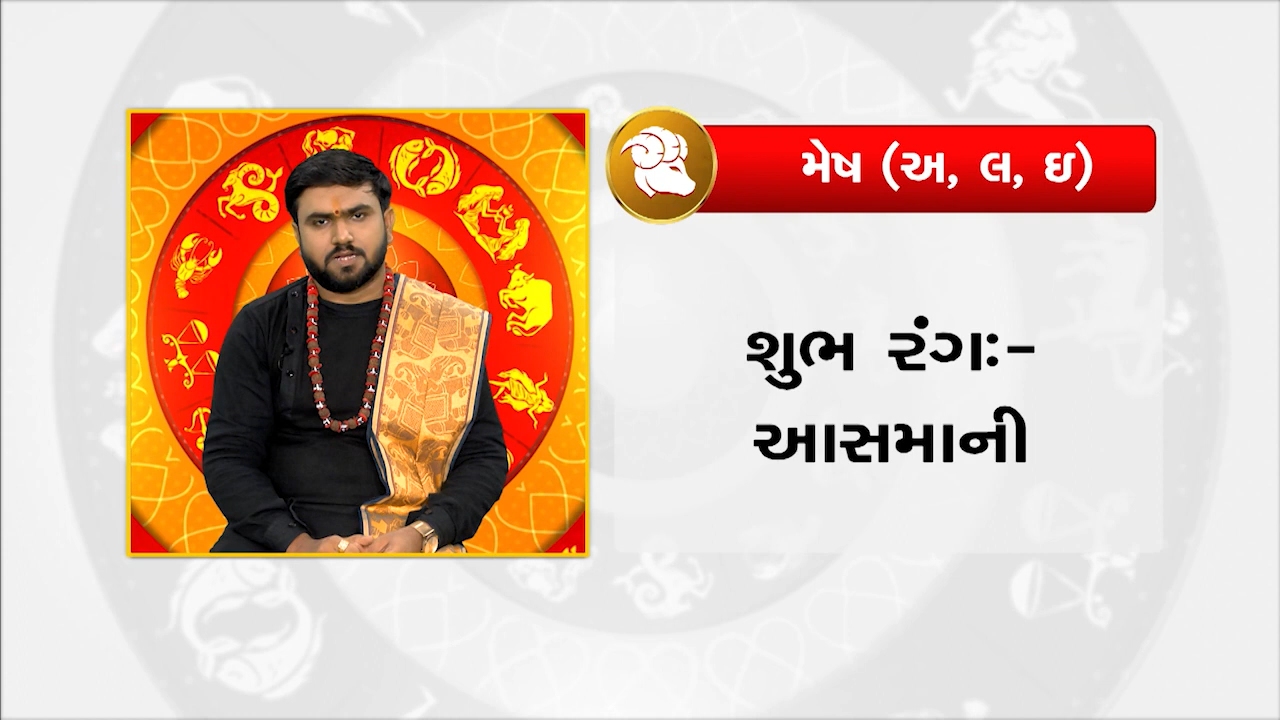 મેષ (અ, લ, ઇ)
શુભ રંગઃ-
આસમાની